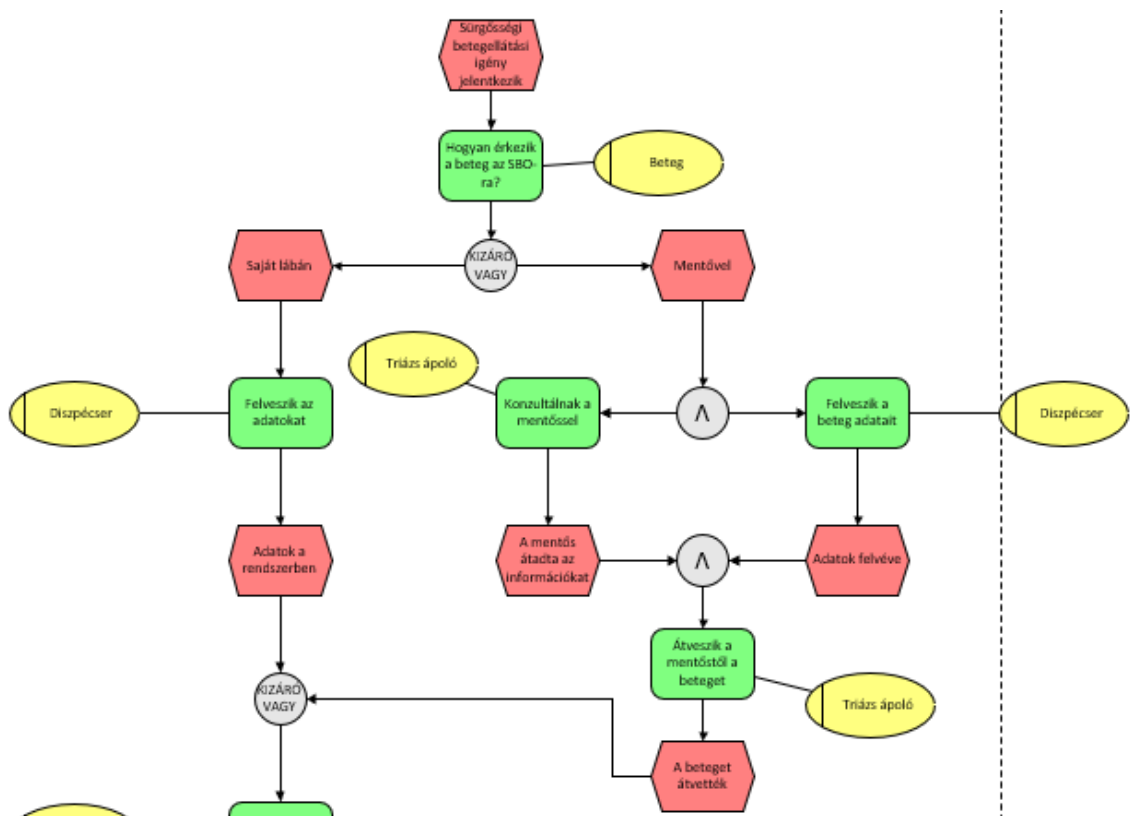 Sürgősségi
betegellátási
igény
jelentkezik
Hogyan érkezik
a beteg az SBO-
ra?
Beteg
Saját lábán
KIZÁRÓ
VAGY
Mentővel
Triázs ápoló
Diszpécser
Felveszik az
adatokat
Konzultálnak a
mentőssel
Λ
Felveszik a
beteg adatait
Diszpécser
Adatok a
rendszerben
A mentős
átadta az
információkat
Λ
Adatok felvéve
Átveszik a
mentőstől a
beteget
KIZÁRÓ
VAGY
Triázs ápoló
A beteget
átvették